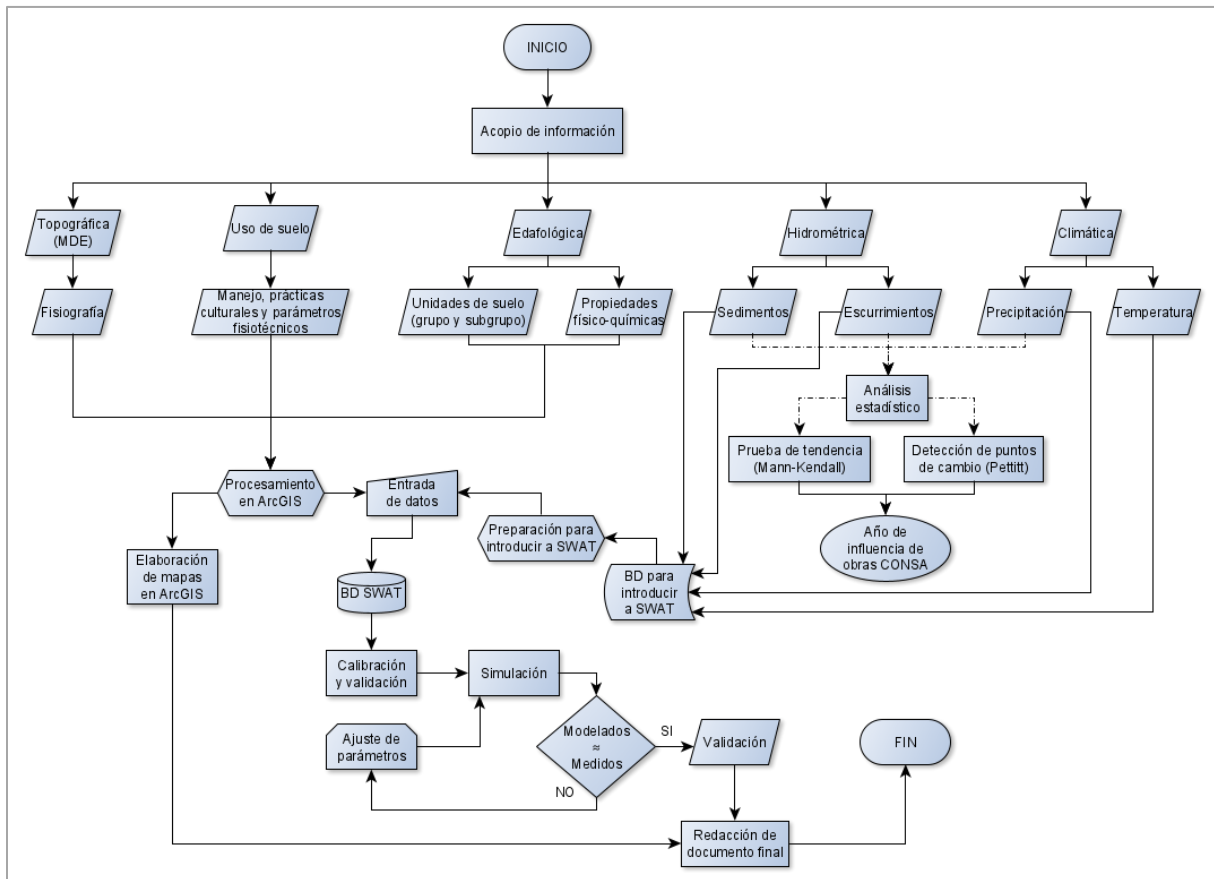 INICIO
Acopio de información
Topográfica
(MDE)
Uso de suelo
Edafológica
Hidrométrica
Climática
Fisiografía
Manejo, prácticas
culturales y parámetros
fisiotécnicos
Unidades de suelo
(grupo y subgrupo)
Propiedades
físico-químicas
Sedimentos
Escurrimientos
Precipitación
Temperatura
Análisis
estadístico
Prueba de tendencia
(Mann-Kendall)
Detección de puntos
de cambio (Pettitt)
Procesamiento
en ArcGIS
Entrada
de datos
Preparación para
introducir a SWAT
Año de
influencia de
obras CONSA
Elaboración
de mapas
en ArcGIS
BD SWAT
BD para
introducir
a SWAT
Calibración
y validación
Simulación
Ajuste de
parámetros
Modelados
≈
Medidos
SI
NO
Validación
FIN
Redacción de
documento final